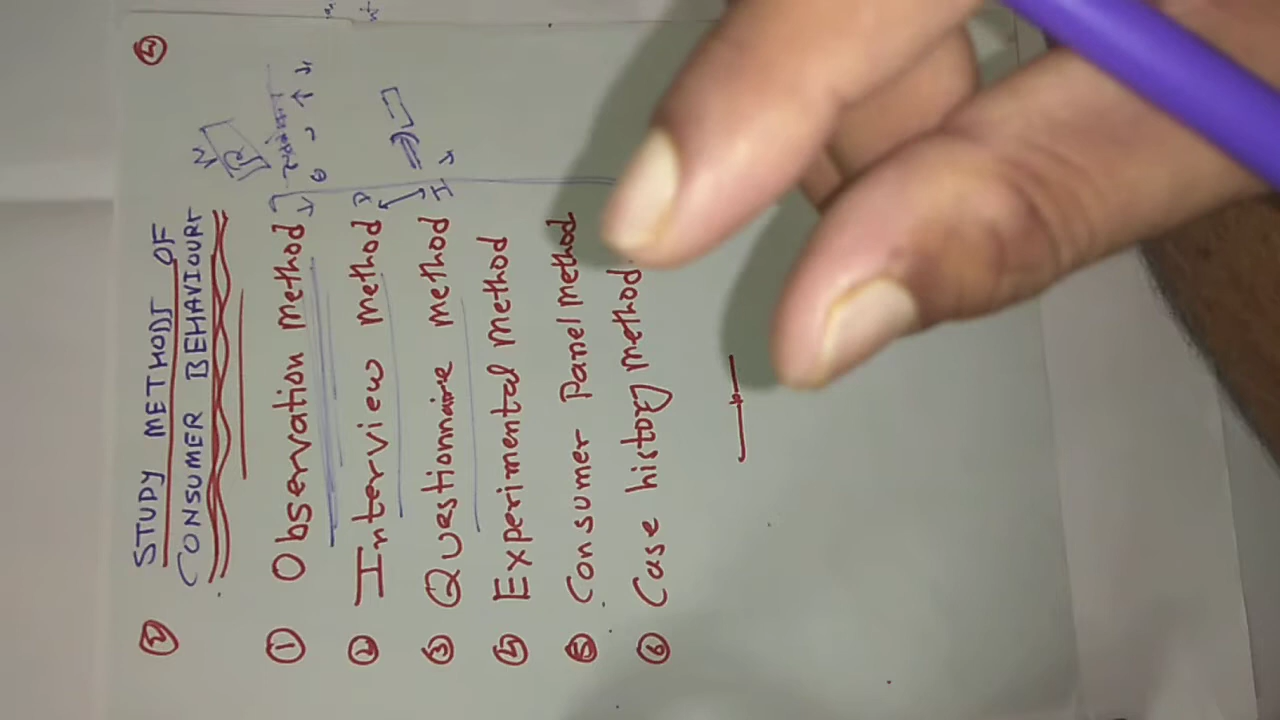 STUDY METHODS OF
CONSUMER BEHAVIOURT
① Observation Method
② Interview Method
③ Questionnaire Method
④ Experimental Method
⑤ Consumer Panel Method
⑥ Case history Method